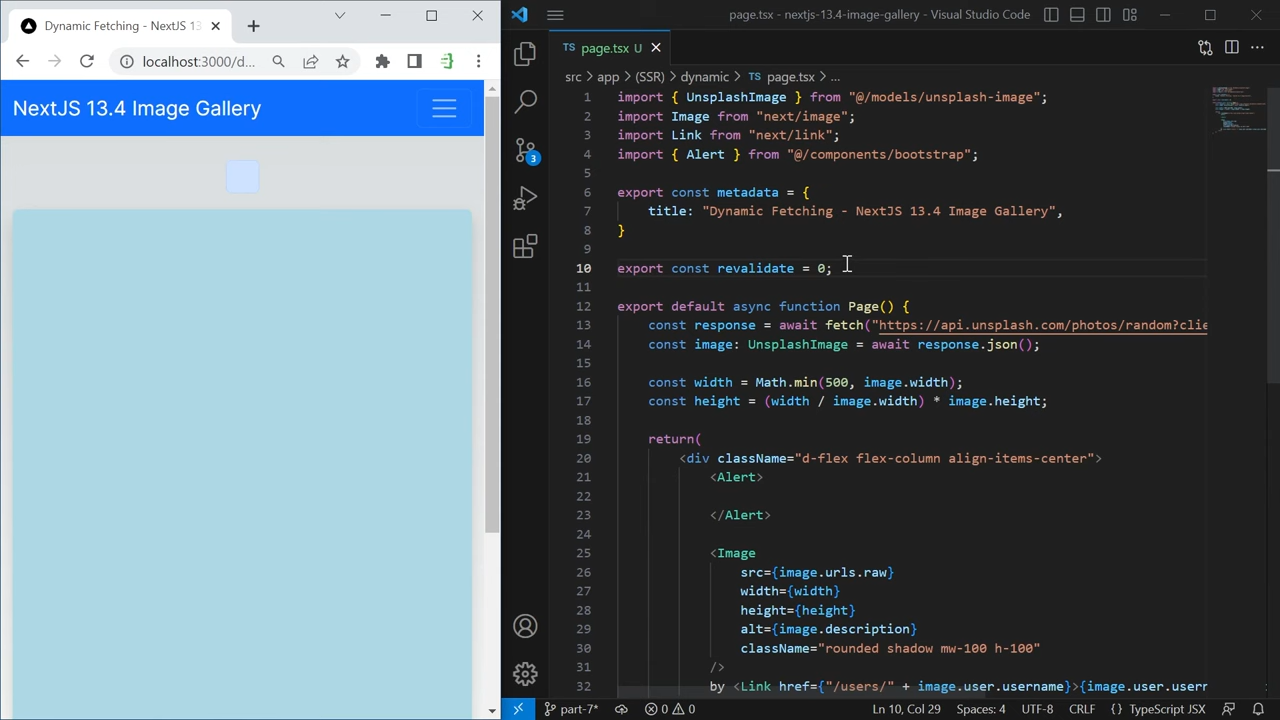 Dynamic Fetching - NextJS 13
localhost:3000/d...
NextJS 13.4 Image Gallery
page.tsx - nextjs-13.4-image-gallery - Visual Studio Code
TS page.tsx U
src > app > (SSR) > dynamic > TS page.tsx > ...
1 import { UnsplashImage } from "@/models/unsplash-image";
2 import Image from "next/image";
3 import Link from "next/link";
4 import { Alert } from "@/components/bootstrap";
5
6 export const metadata = {
7 title: "Dynamic Fetching - NextJS 13.4 Image Gallery",
8 }
9
10 export const revalidate = 0;
11
12 export default async function Page() {
13 const response = await fetch("https://api.unsplash.com/photos/random?clie
14 const image: UnsplashImage = await response.json();
15
16 const width = Math.min(500, image.width);
17 const height = (width / image.width) * image.height;
18
19 return(
20 <div className="d-flex flex-column align-items-center">
21 <Alert>
22
23 </Alert>
24
25 <Image
26 src={image.urls.raw}
27 width={width}
28 height={height}
29 alt={image.description}
30 className="rounded shadow mw-100 h-100"
31 />
32 by <Link href={"/users/" + image.user.username}>{image.user.usern
3
part-7* 0 0 Ln 10, Col 29 Spaces: 4 UTF-8 CRLF {} TypeScript JSX